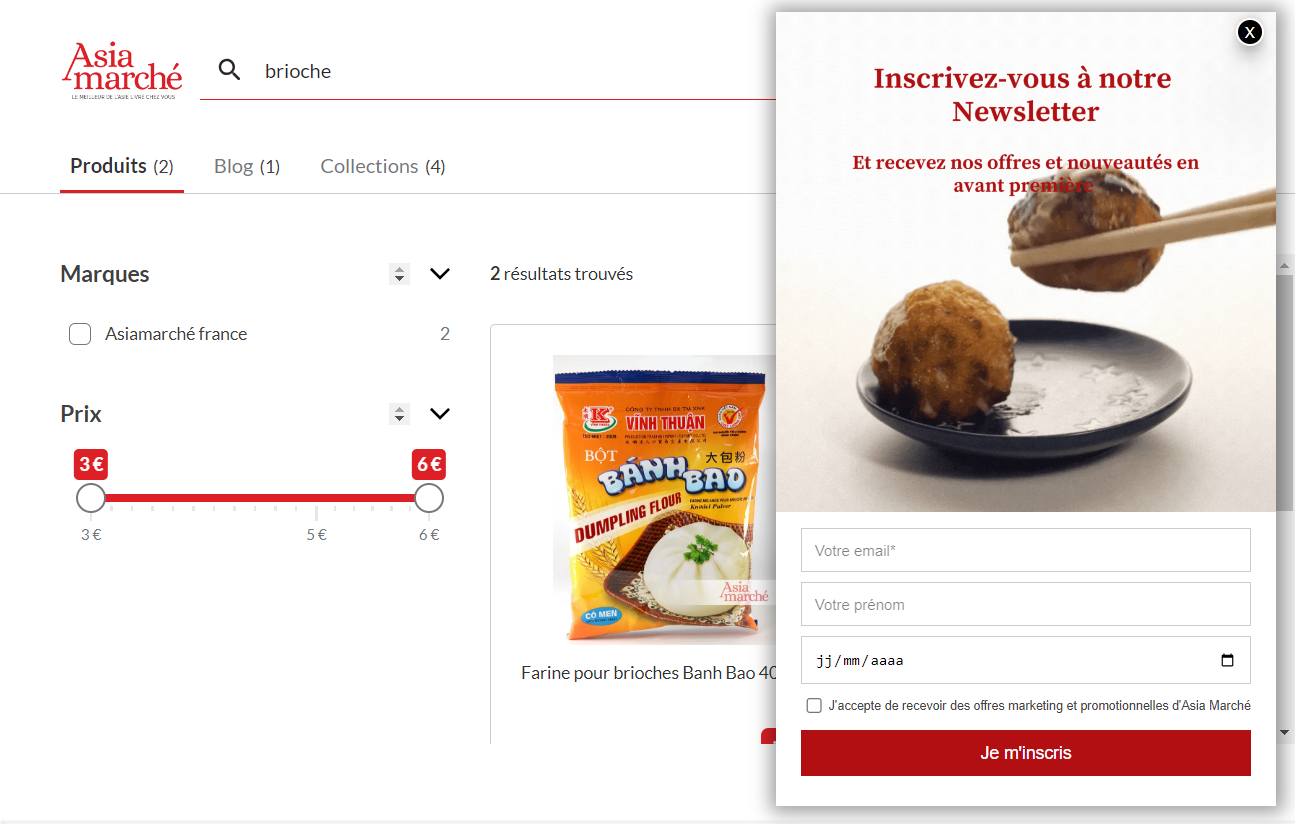 Asia
marché
LE MEILLEUR DE L'ASIE LIVRÉ CHEZ VOUS
brioche
Produits (2)
Blog (1)
Collections (4)
Marques
Asiamarché france
2
Prix
3 €
6 €
3 €
5 €
6 €
2 résultats trouvés
CÔNG TY TNHH SX TM XNK
VĨNH THUẬN
BỘT
大包粉
BÁNH BAO
DUMPLING FLOUR
Knödel Pulver
CÓ MEN
Asia
marché
Farine pour brioches Banh Bao 40
X
Inscrivez-vous à notre
Newsletter
Et recevez nos offres et nouveautés en
avant première
Votre email*
Votre prénom
jj/mm/aaaa
J'accepte de recevoir des offres marketing et promotionnelles d'Asia Marché
Je m'inscris